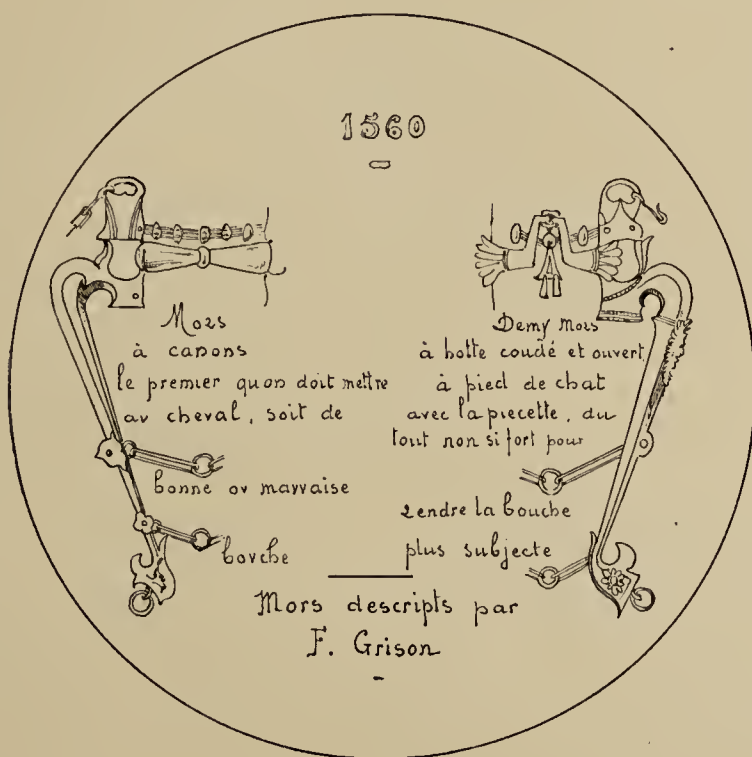 1560
Mors
à canons
le premier quon doit mettre
av cheval, soit de
bonne ov mavvaise
bovche
Demy Mors
à botte coudé et ouvert,
à pied de chat
avec la piecette, du
tout non si fort pour
rendre la bouche
plus subjecte
Mors descripts par
F. Grison